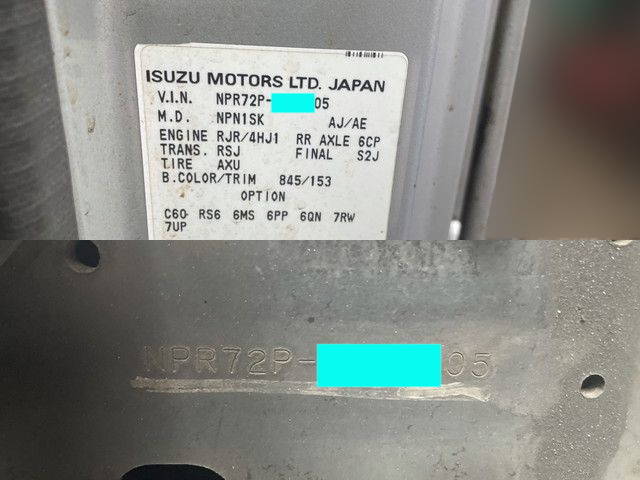 ISUZU MOTORS LTD. JAPAN
V.I.N. NPR72P-05
M.D. NPN1SK AJ/AE
ENGINE RJR/4HJ1 RR AXLE 6CP
TRANS. RSJ FINAL S2J
TIRE AXU
B.COLOR/TRIM 845/153
OPTION
C60 RS6 6MS 6PP 6QN 7RW
7UP
NPR72P-05